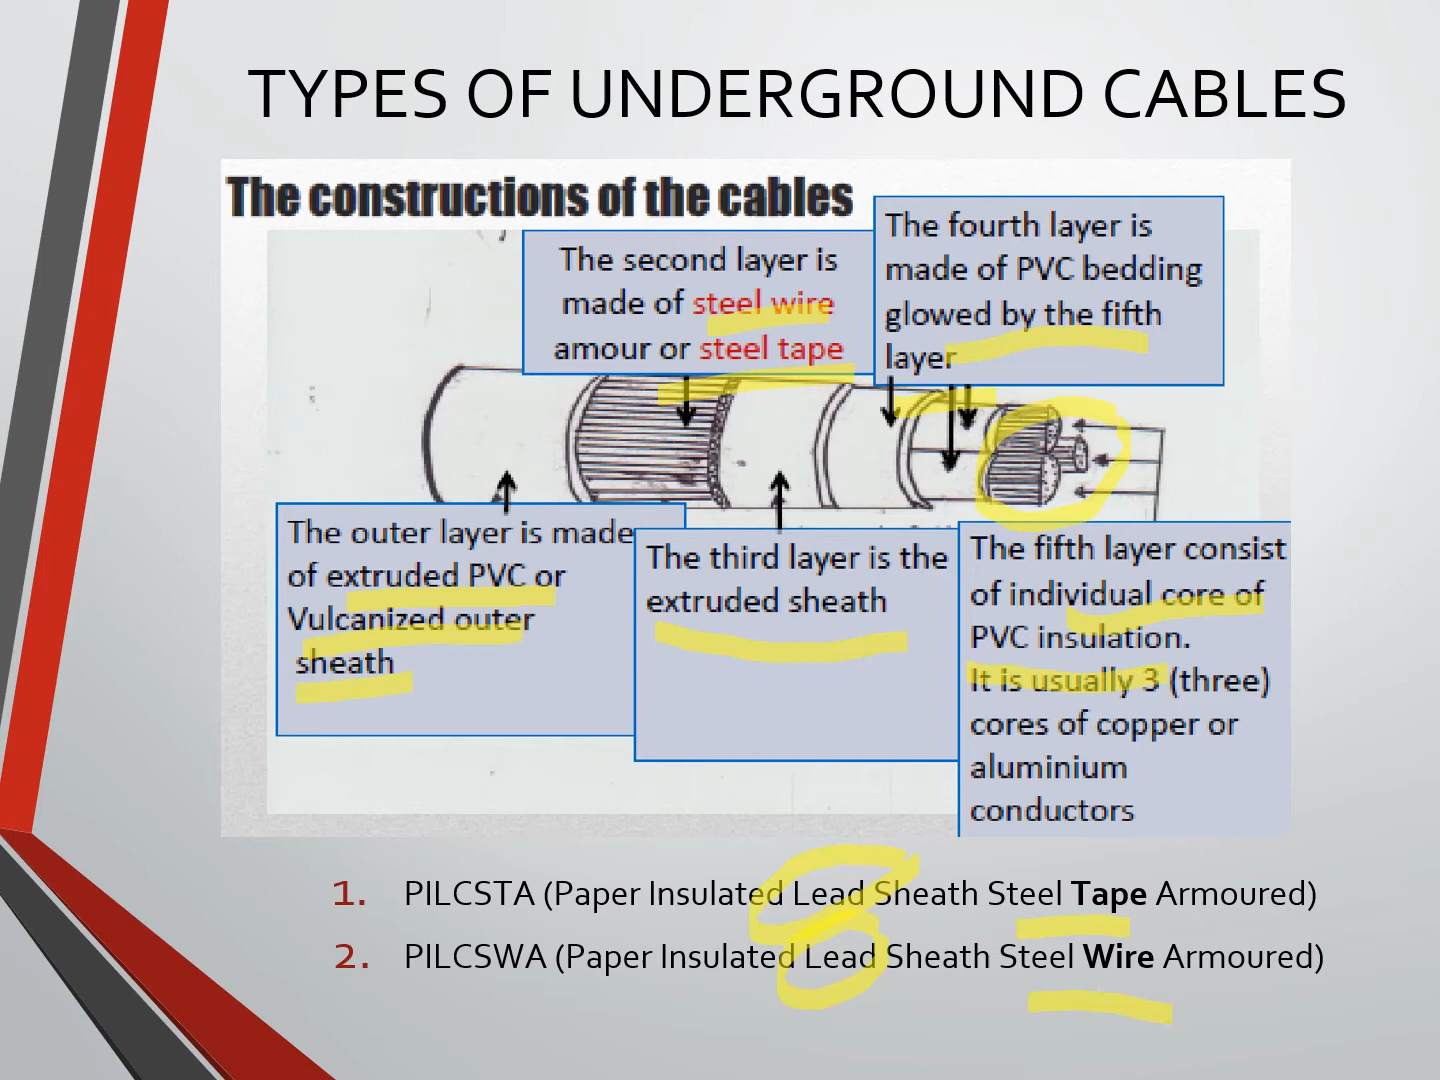 TYPES OF UNDERGROUND CABLES
The constructions of the cables
The second layer is
made of steel wire
amour or steel tape
The fourth layer is
made of PVC bedding
glowed by the fifth
layer
The outer layer is made
of extruded PVC or
Vulcanized outer
sheath
The third layer is the
extruded sheath
The fifth layer consist
of individual core of
PVC insulation.
It is usually 3 (three)
cores of copper or
aluminium
conductors
1. PILCSTA (Paper Insulated Lead Sheath Steel Tape Armoured)
2. PILCSWA (Paper Insulated Lead Sheath Steel Wire Armoured)